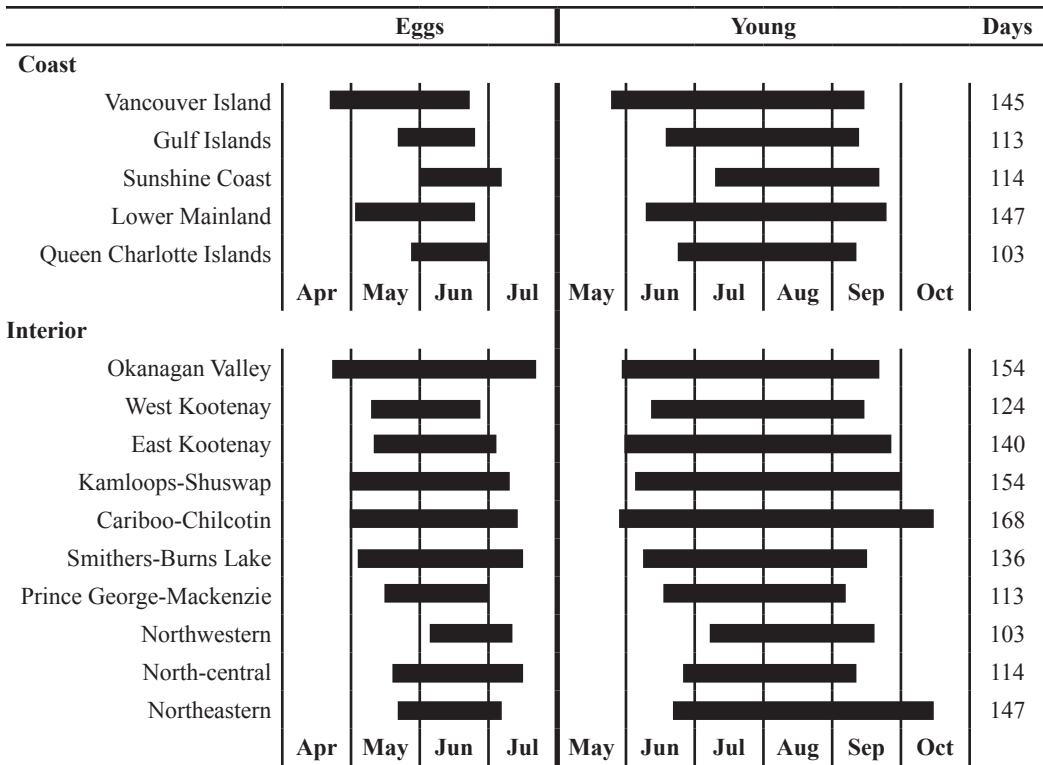 Eggs Young Days
Coast
Vancouver Island 145
Gulf Islands 113
Sunshine Coast 114
Lower Mainland 147
Queen Charlotte Islands 103
Apr May Jun Jul May Jun Jul Aug Sep Oct
Interior
Okanagan Valley 154
West Kootenay 124
East Kootenay 140
Kamloops-Shuswap 154
Cariboo-Chilcotin 168
Smithers-Burns Lake 136
Prince George-Mackenzie 113
Northwestern 103
North-central 114
Northeastern 147
Apr May Jun Jul May Jun Jul Aug Sep Oct